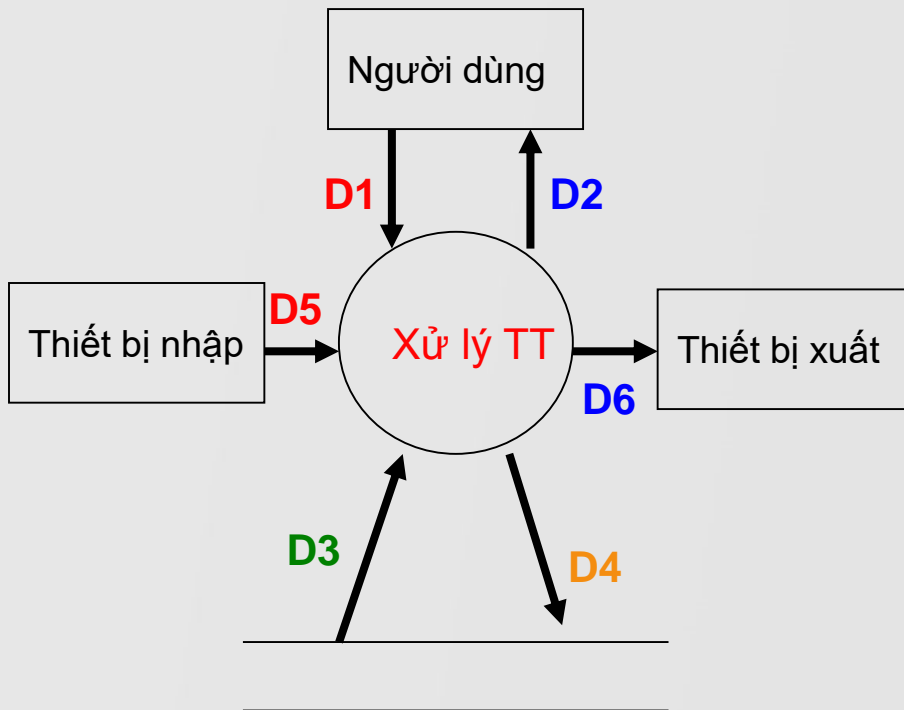 Người dùng
D1
D2
Thiết bị nhập
D5
Xử lý TT
Thiết bị xuất
D6
D3
D4